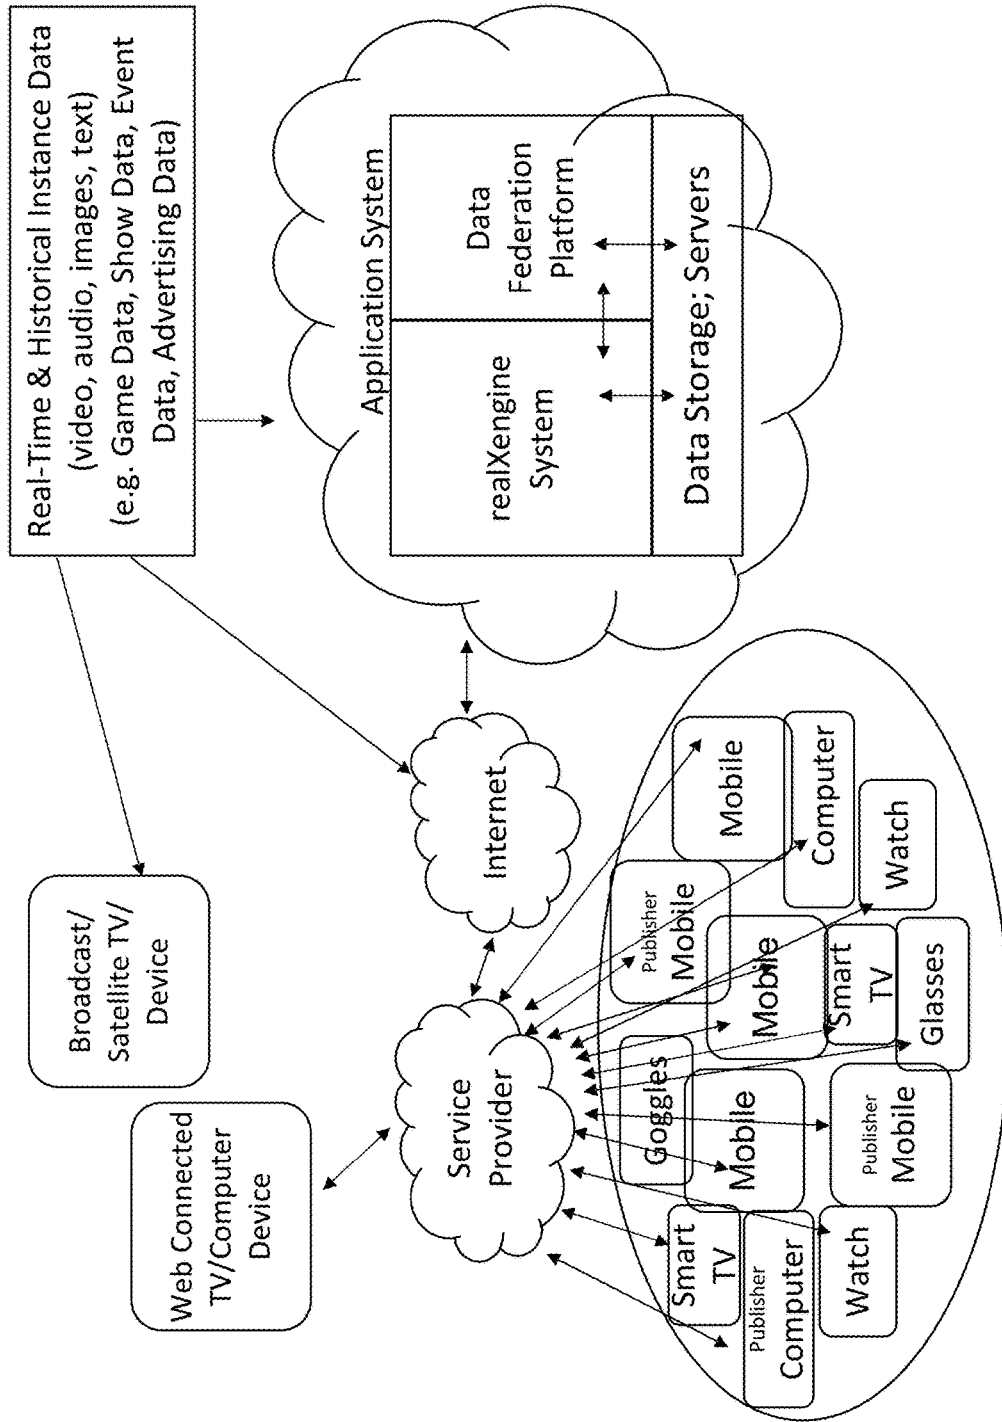 Real-Time & Historical Instance Data
(video, audio, images, text)
(e.g. Game Data, Show Data, Event
Data, Advertising Data)
Broadcast/
Satellite TV/
Device
Web Connected
TV/Computer
Device
Application System
realXengine
System
Data
Federation
Platform
Data Storage; Servers
Internet
Service
Provider
Smart
TV
Publisher
Computer
Watch
Goggles
Mobile
Publisher
Mobile
Publisher
Mobile
Mobile
Smart
TV
Glasses
Mobile
Computer
Watch